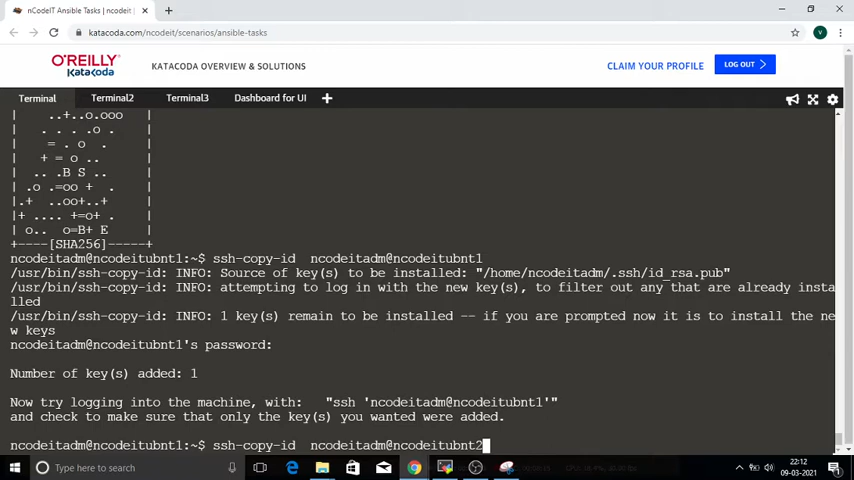 nCodeIT Ansible Tasks | ncodeit
katacoda.com/ncodeit/scenarios/ansible-tasks
V
O'REILLY
Katacoda
KATACODA OVERVIEW & SOLUTIONS
CLAIM YOUR PROFILE
LOG OUT
Terminal Terminal2 Terminal3 Dashboard for UI
| ..+..o.ooo |
| . . . .o . |
| = . o . |
| + = o .. |
| .. .B S .. |
| .o .=oo + . |
|.+ ..oo+..+ |
|+ .... +=o+ . |
| o.. o=B+ E |
+----[SHA256]-----+
ncodeitadm@ncodeitubnt1:~$ ssh-copy-id ncodeitadm@ncodeitubnt1
/usr/bin/ssh-copy-id: INFO: Source of key(s) to be installed: "/home/ncodeitadm/.ssh/id_rsa.pub"
/usr/bin/ssh-copy-id: INFO: attempting to log in with the new key(s), to filter out any that are already insta
lled
/usr/bin/ssh-copy-id: INFO: 1 key(s) remain to be installed -- if you are prompted now it is to install the ne
w keys
ncodeitadm@ncodeitubnt1's password:
Number of key(s) added: 1
Now try logging into the machine, with: "ssh 'ncodeitadm@ncodeitubnt1'"
and check to make sure that only the key(s) you wanted were added.
ncodeitadm@ncodeitubnt1:~$ ssh-copy-id ncodeitadm@ncodeitubnt2
Type here to search
22:12
09-03-2021